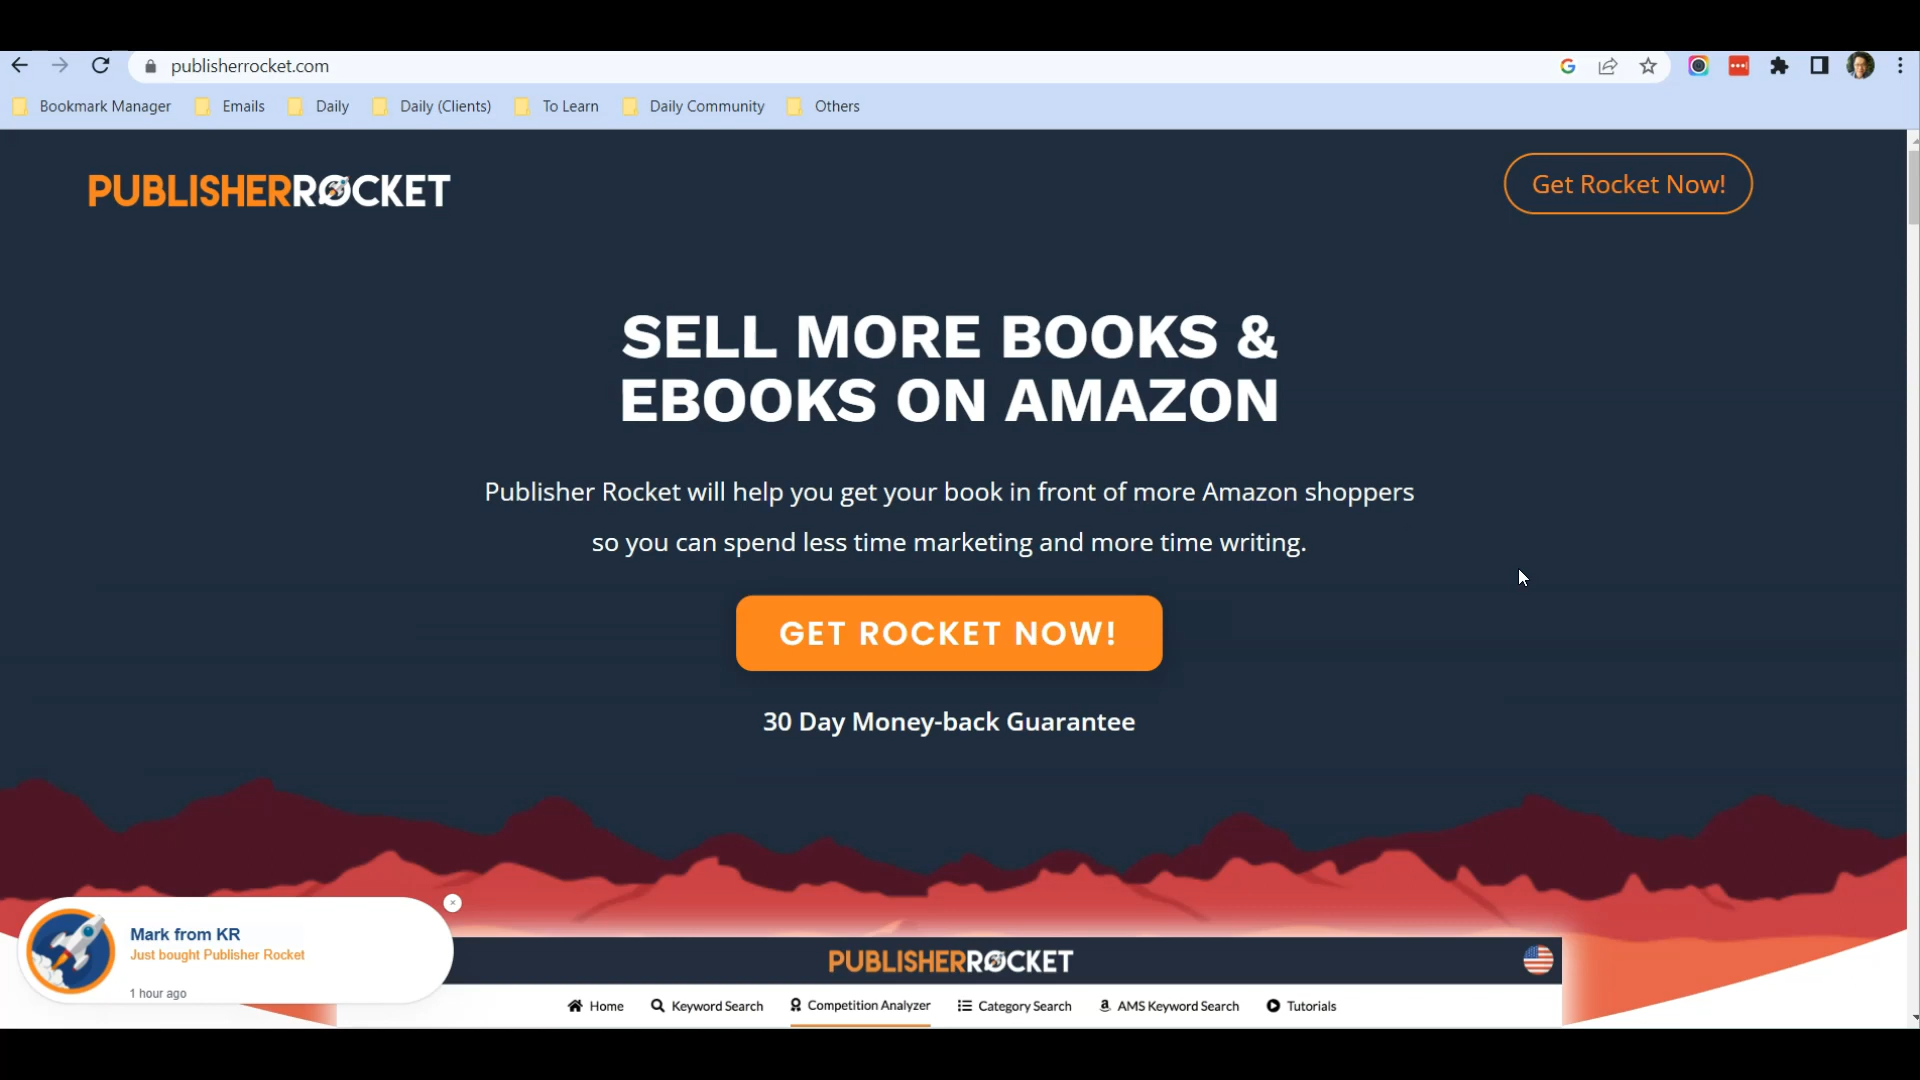 publisherrocket.com
Bookmark Manager Emails Daily Daily (Clients) To Learn Daily Community Others
PUBLISHERROCKET
Get Rocket Now!
SELL MORE BOOKS &
EBOOKS ON AMAZON
Publisher Rocket will help you get your book in front of more Amazon shoppers
so you can spend less time marketing and more time writing.
GET ROCKET NOW!
30 Day Money-back Guarantee
Mark from KR
Just bought Publisher Rocket
1 hour ago
PUBLISHERROCKET
Home Keyword Search Competition Analyzer Category Search AMS Keyword Search Tutorials